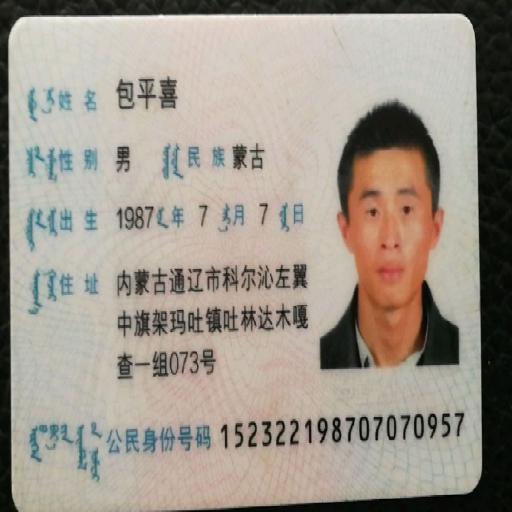 姓名 包平喜
性别 男 民族 蒙古
出生 1987年 7月 7日
住址 内蒙古通辽市科尔沁左翼
中旗架玛吐镇吐林达木嘎
查一组073号
公民身份号码 152322198707070957